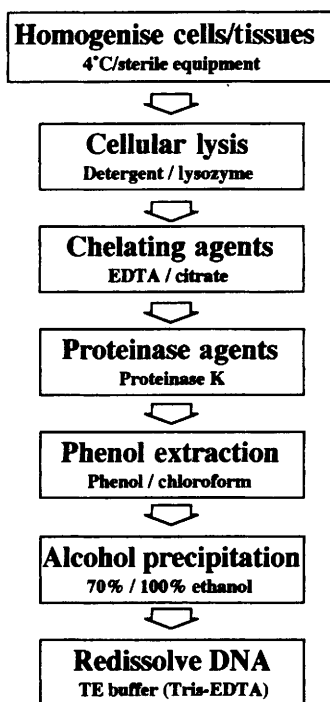 Homogenise cells/tissues
4°C/sterile equipment
Cellular lysis
Detergent / lysozyme
Chelating agents
EDTA / citrate
Proteinase agents
Proteinase K
Phenol extraction
Phenol / chloroform
Alcohol precipitation
70% / 100% ethanol
Redissolve DNA
TE buffer (Tris-EDTA)